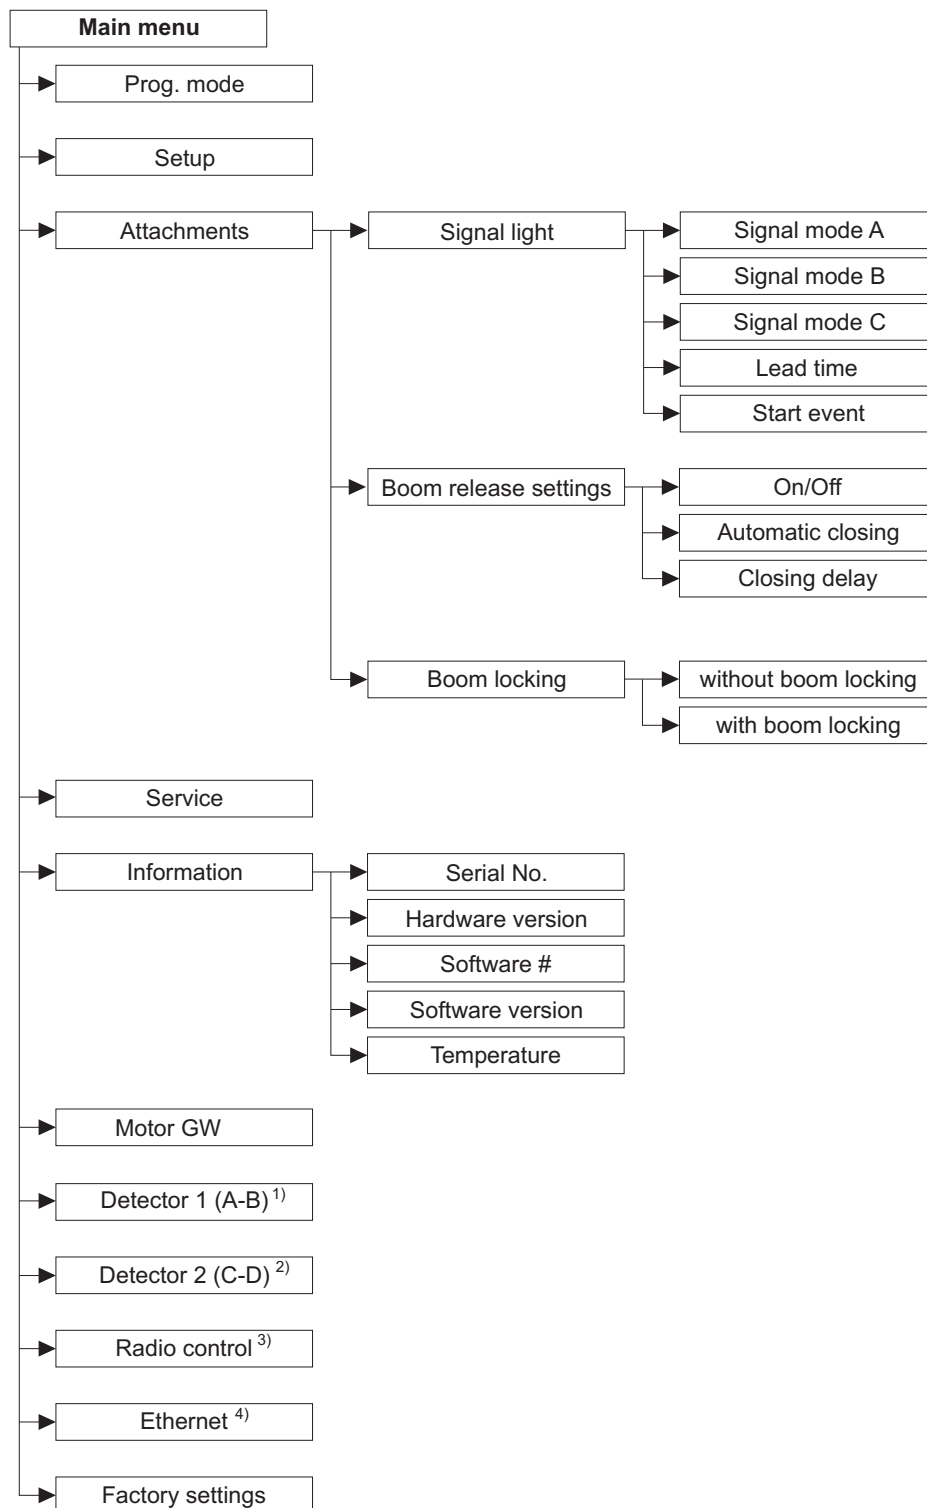 Main menu
Prog. mode
Setup
Attachments
Signal light
Signal mode A
Signal mode B
Signal mode C
Lead time
Start event
Boom release settings
On/Off
Automatic closing
Closing delay
Boom locking
without boom locking
with boom locking
Service
Information
Serial No.
Hardware version
Software #
Software version
Temperature
Motor GW
Detector 1 (A-B) 1)
Detector 2 (C-D) 2)
Radio control 3)
Ethernet 4)
Factory settings